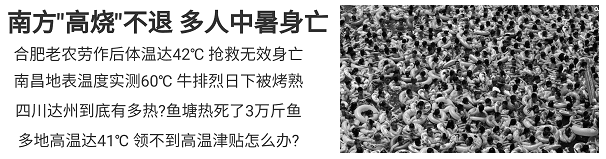 南方"高烧"不退 多人中暑身亡
合肥老农劳作后体温达42℃ 抢救无效身亡
南昌地表温度实测60℃ 牛排烈日下被烤熟
四川达州到底有多热?鱼塘热死了3万斤鱼
多地高温达41℃ 领不到高温津贴怎么办?